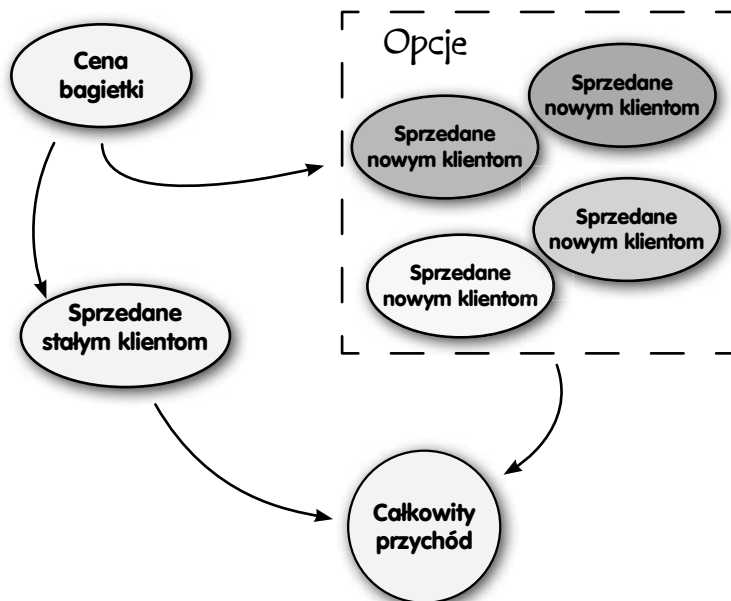 Cena
bagietki
Opcje
Sprzedane
nowym klientom
Sprzedane
nowym klientom
Sprzedane
nowym klientom
Sprzedane
nowym klientom
Sprzedane
stałym klientom
Całkowity
przychód